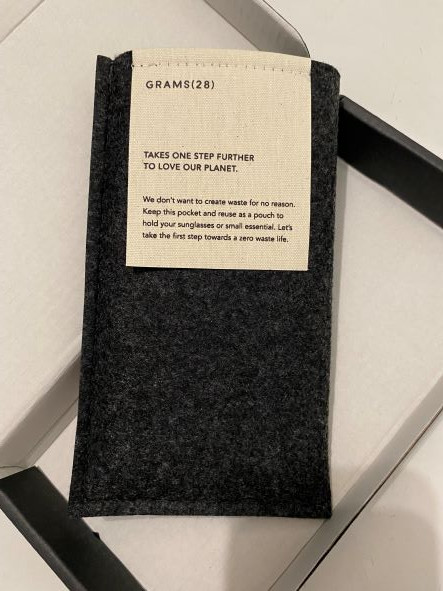 GRAMS(28)
TAKES ONE STEP FURTHER
TO LOVE OUR PLANET.
We don't want to create waste for no reason.
Keep this pocket and reuse as a pouch to
hold your sunglasses or small essential. Let's
take the first step towards a zero waste life.